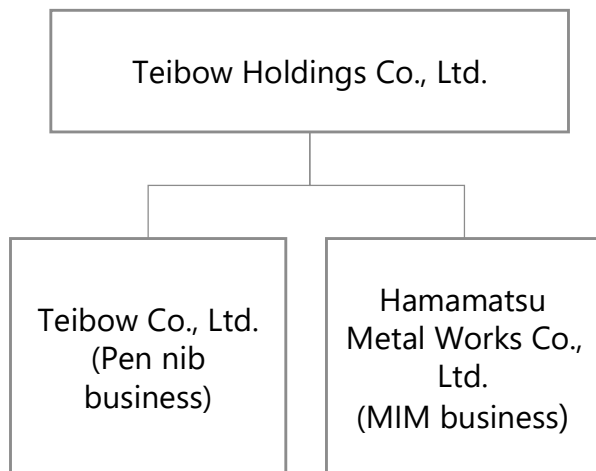 Teibow Holdings Co., Ltd.
Teibow Co., Ltd.
(Pen nib
business)
Hamamatsu
Metal Works Co.,
Ltd.
(MIM business)